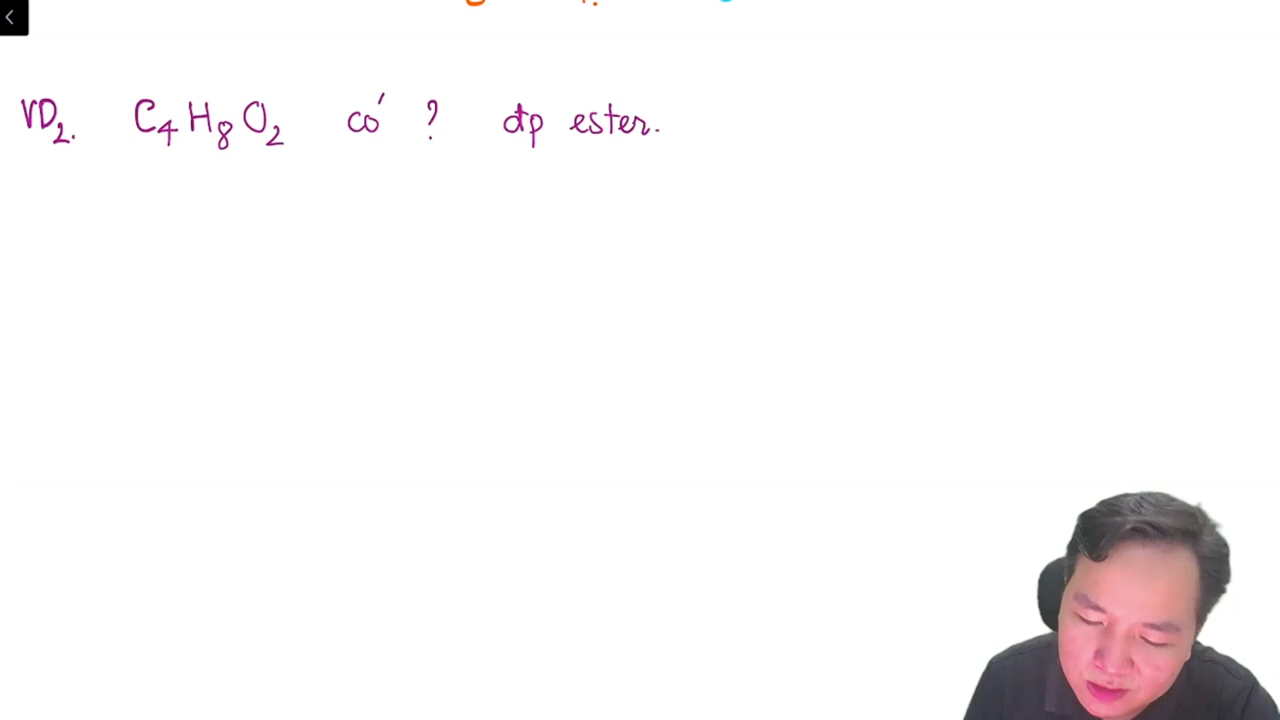 VD₂. C₄H₈O₂ có ? đp ester.